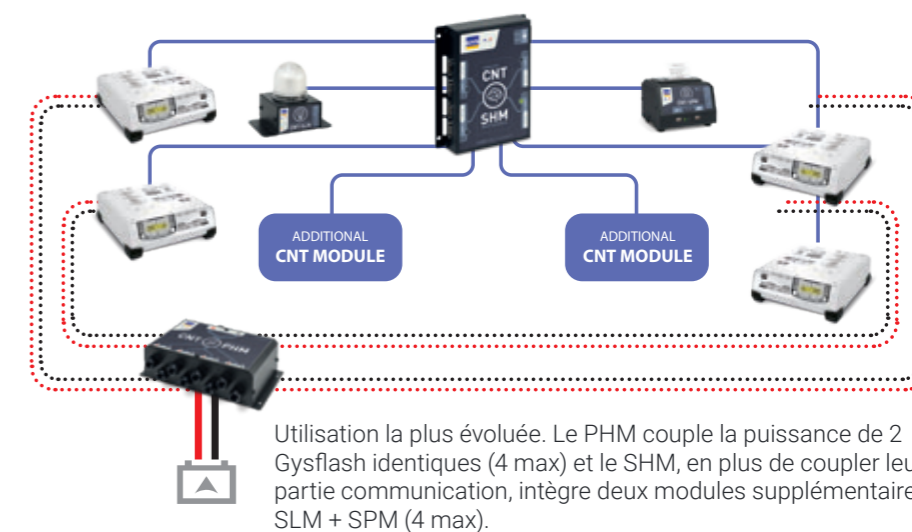 CNT
SHM
ADDITIONAL
CNT MODULE
ADDITIONAL
CNT MODULE
CNT PHM
Utilisation la plus évoluée. Le PHM couple la puissance de 2
Gysflash identiques (4 max) et le SHM, en plus de coupler leu
partie communication, intègre deux modules supplémentaire
SLM + SPM (4 max).